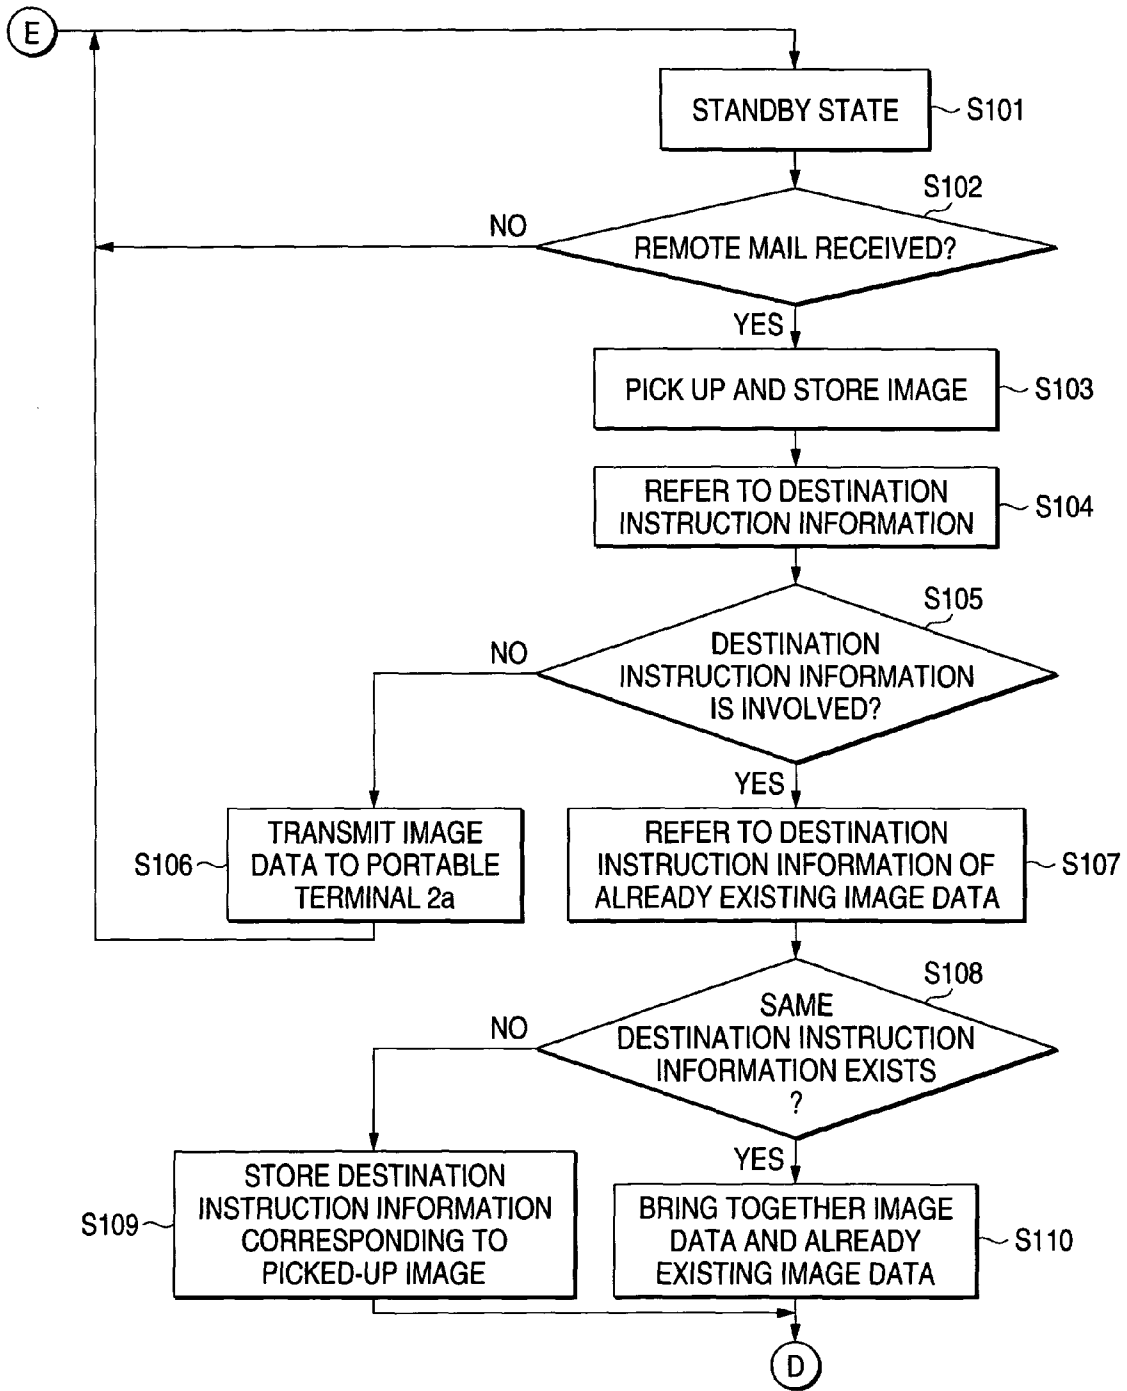 E
STANDBY STATE
S101
S102
NO
REMOTE MAIL RECEIVED?
YES
PICK UP AND STORE IMAGE
S103
REFER TO DESTINATION
INSTRUCTION INFORMATION
S104
S105
NO
DESTINATION
INSTRUCTION INFORMATION
IS INVOLVED?
YES
TRANSMIT IMAGE
DATA TO PORTABLE
TERMINAL 2a
S106
REFER TO DESTINATION
INSTRUCTION INFORMATION OF
ALREADY EXISTING IMAGE DATA
S107
S108
NO
SAME
DESTINATION INSTRUCTION
INFORMATION EXISTS
?
YES
STORE DESTINATION
INSTRUCTION INFORMATION
CORRESPONDING TO
PICKED-UP IMAGE
S109
BRING TOGETHER IMAGE
DATA AND ALREADY
EXISTING IMAGE DATA
S110
D